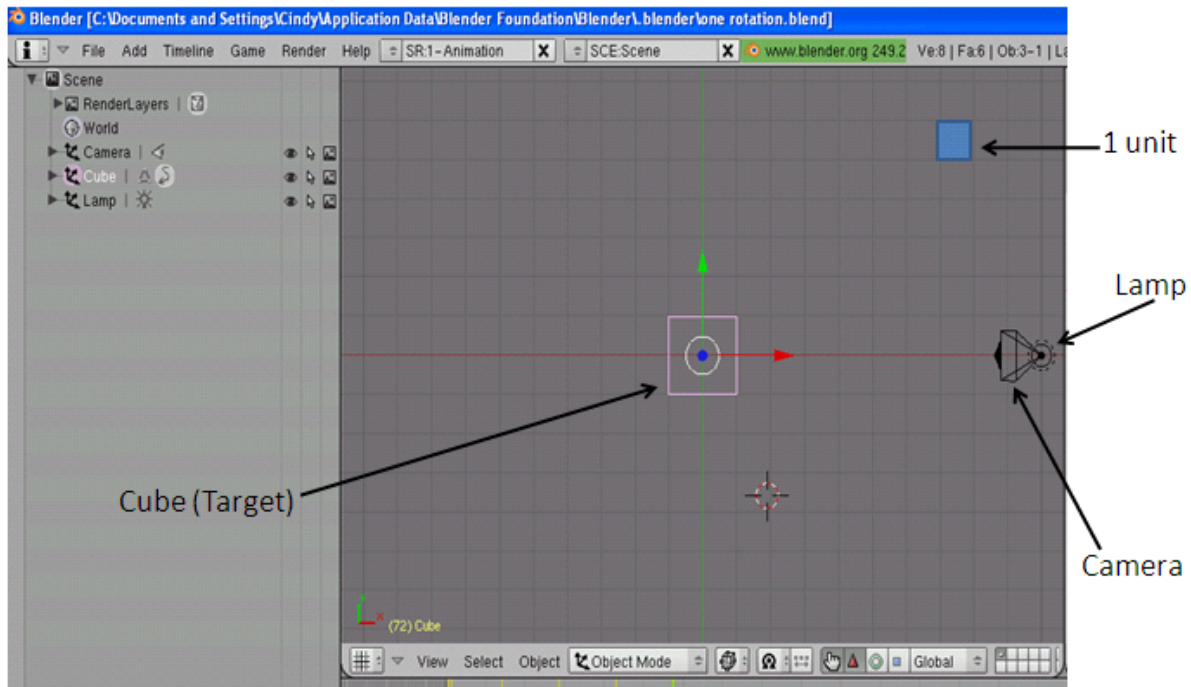 Blender [C:\Documents and Settings\Cindy\Application Data\Blender Foundation\Blender\.blender\one rotation.blend]
File Add Timeline Game Render Help SR:1-Animation X SCE:Scene X www.blender.org 249.2 Ve:8 | Fa:6 | Ob:3-1 | La
Scene
RenderLayers
World
Camera
Cube
Lamp
1 unit
Lamp
Cube (Target)
Camera
Y
X
(72) Cube
View Select Object Object Mode Global